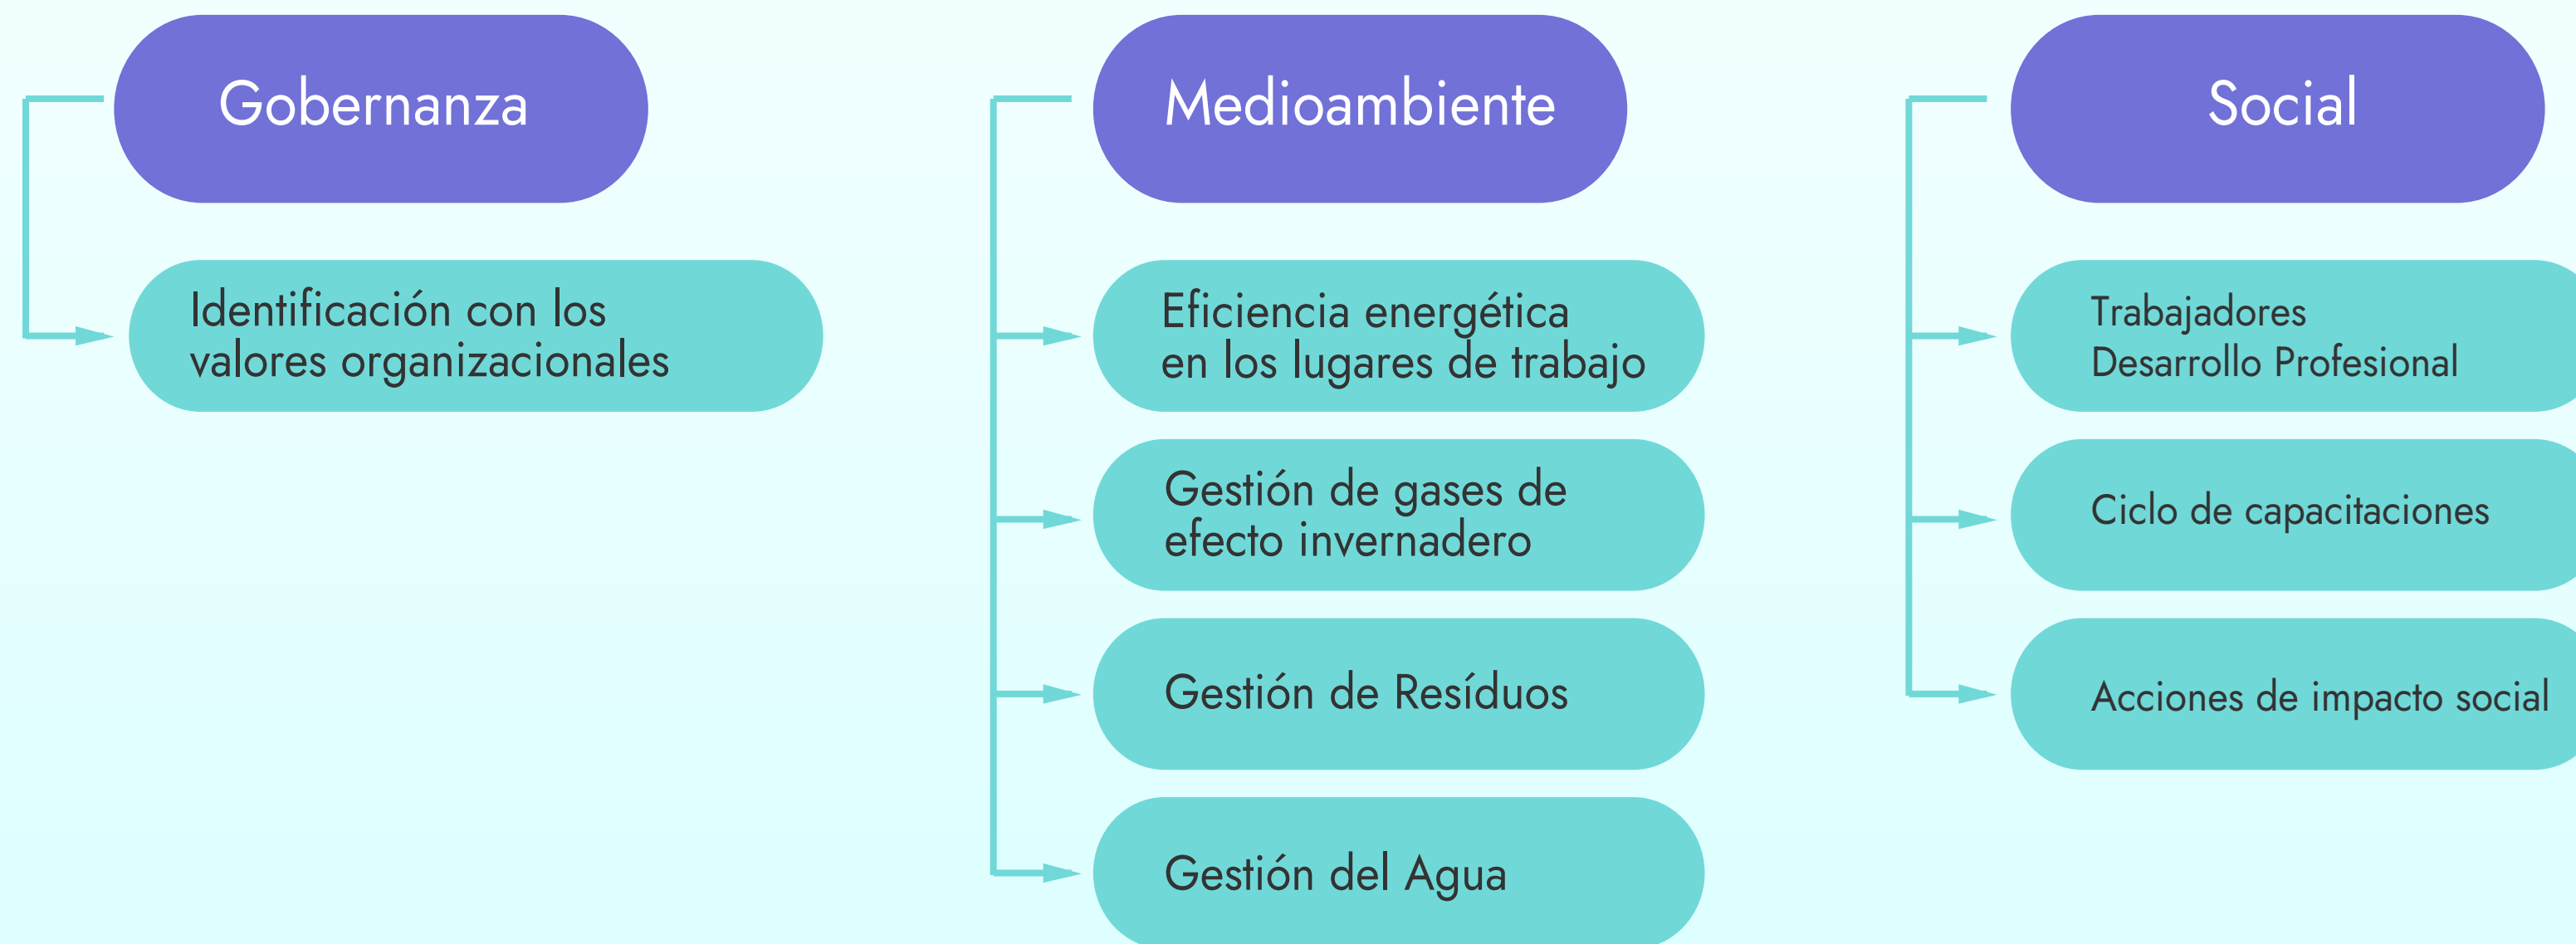 Gobernanza
Identificación con los
valores organizacionales
Medioambiente
Eficiencia energética
en los lugares de trabajo
Gestión de gases de
efecto invernadero
Gestión de Resíduos
Gestión del Agua
Social
Trabajadores
Desarrollo Profesional
Ciclo de capacitaciones
Acciones de impacto social